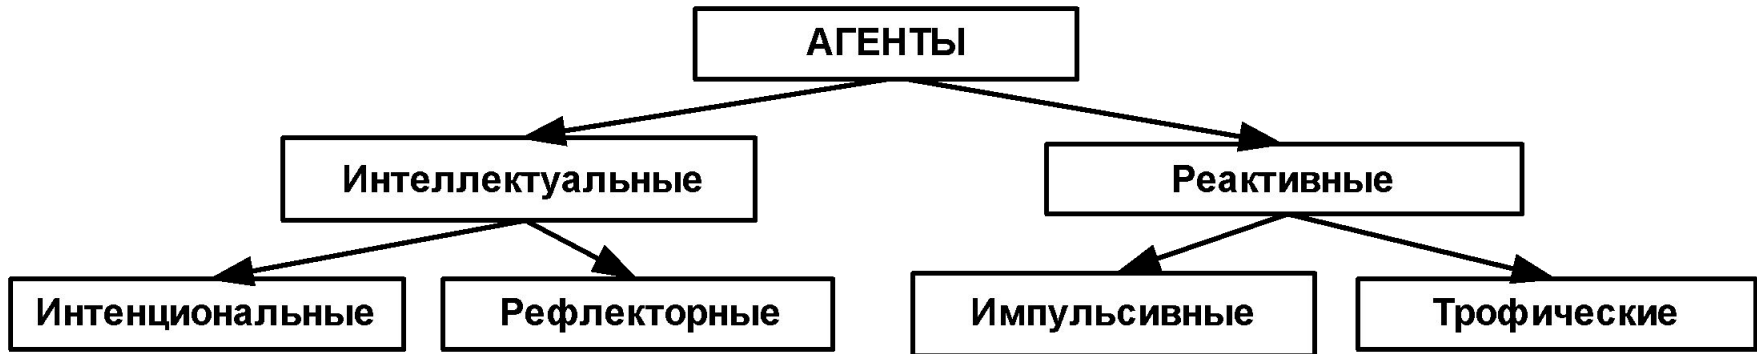 АГЕНТЫ
Интеллектуальные
Реактивные
Интенциональные
Рефлекторные
Импульсивные
Трофические